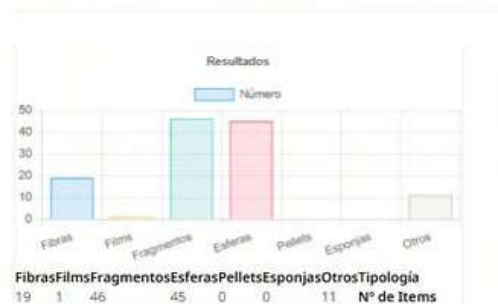 Resultados
Número
50
40
30
20
10
0
Fibras Films Fragmentos Esferas Pellets Esponjas Otros
FibrasFilmsFragmentosEsferasPelletsEsponjasOtrosTipología
19 1 46 45 0 0 11 Nº de Items